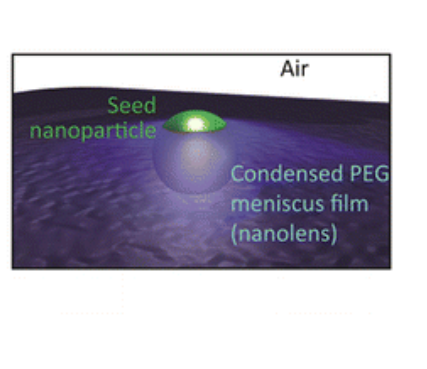 Air
Seed
nanoparticle
Condensed PEG
meniscus film
(nanolens)